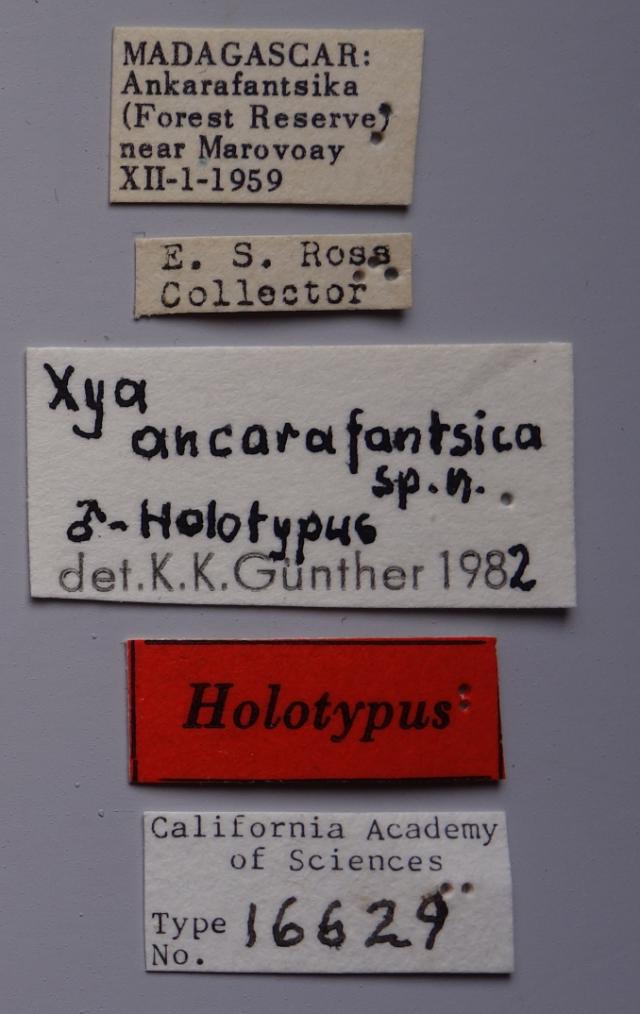 MADAGASCAR:
Ankarafantsika
(Forest Reserve)
near Marovoay
XII-1-1959
E. S. Ross
Collector
Xya
ancarafantsica
sp.n.
♂-Holotypus
det.K.K.Günther 1982
Holotypus
California Academy
of Sciences
Type
No. 16629